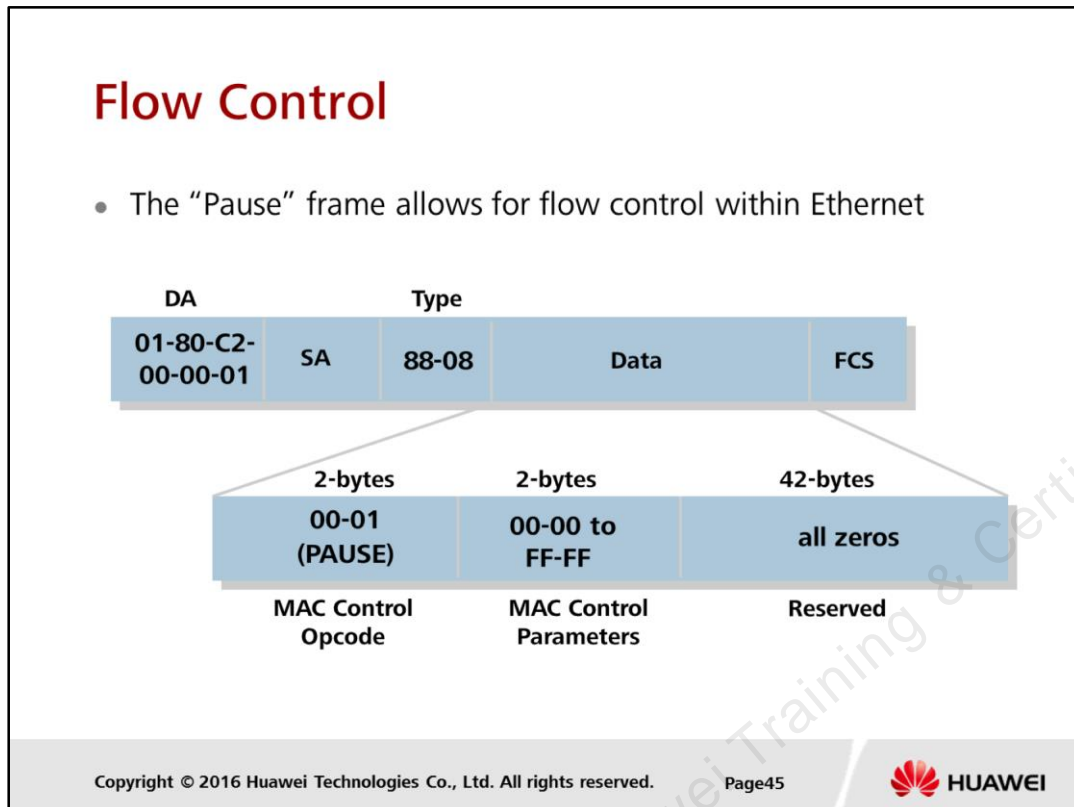 Flow Control
• The “Pause” frame allows for flow control within Ethernet
DA Type
01-80-C2-
00-00-01 SA 88-08 Data FCS
2-bytes 2-bytes 42-bytes
00-01
(PAUSE) 00-00 to
FF-FF all zeros
MAC Control
Opcode MAC Control
Parameters Reserved
Copyright © 2016 Huawei Technologies Co., Ltd. All rights reserved. Page45 HUAWEI
Training & Certi